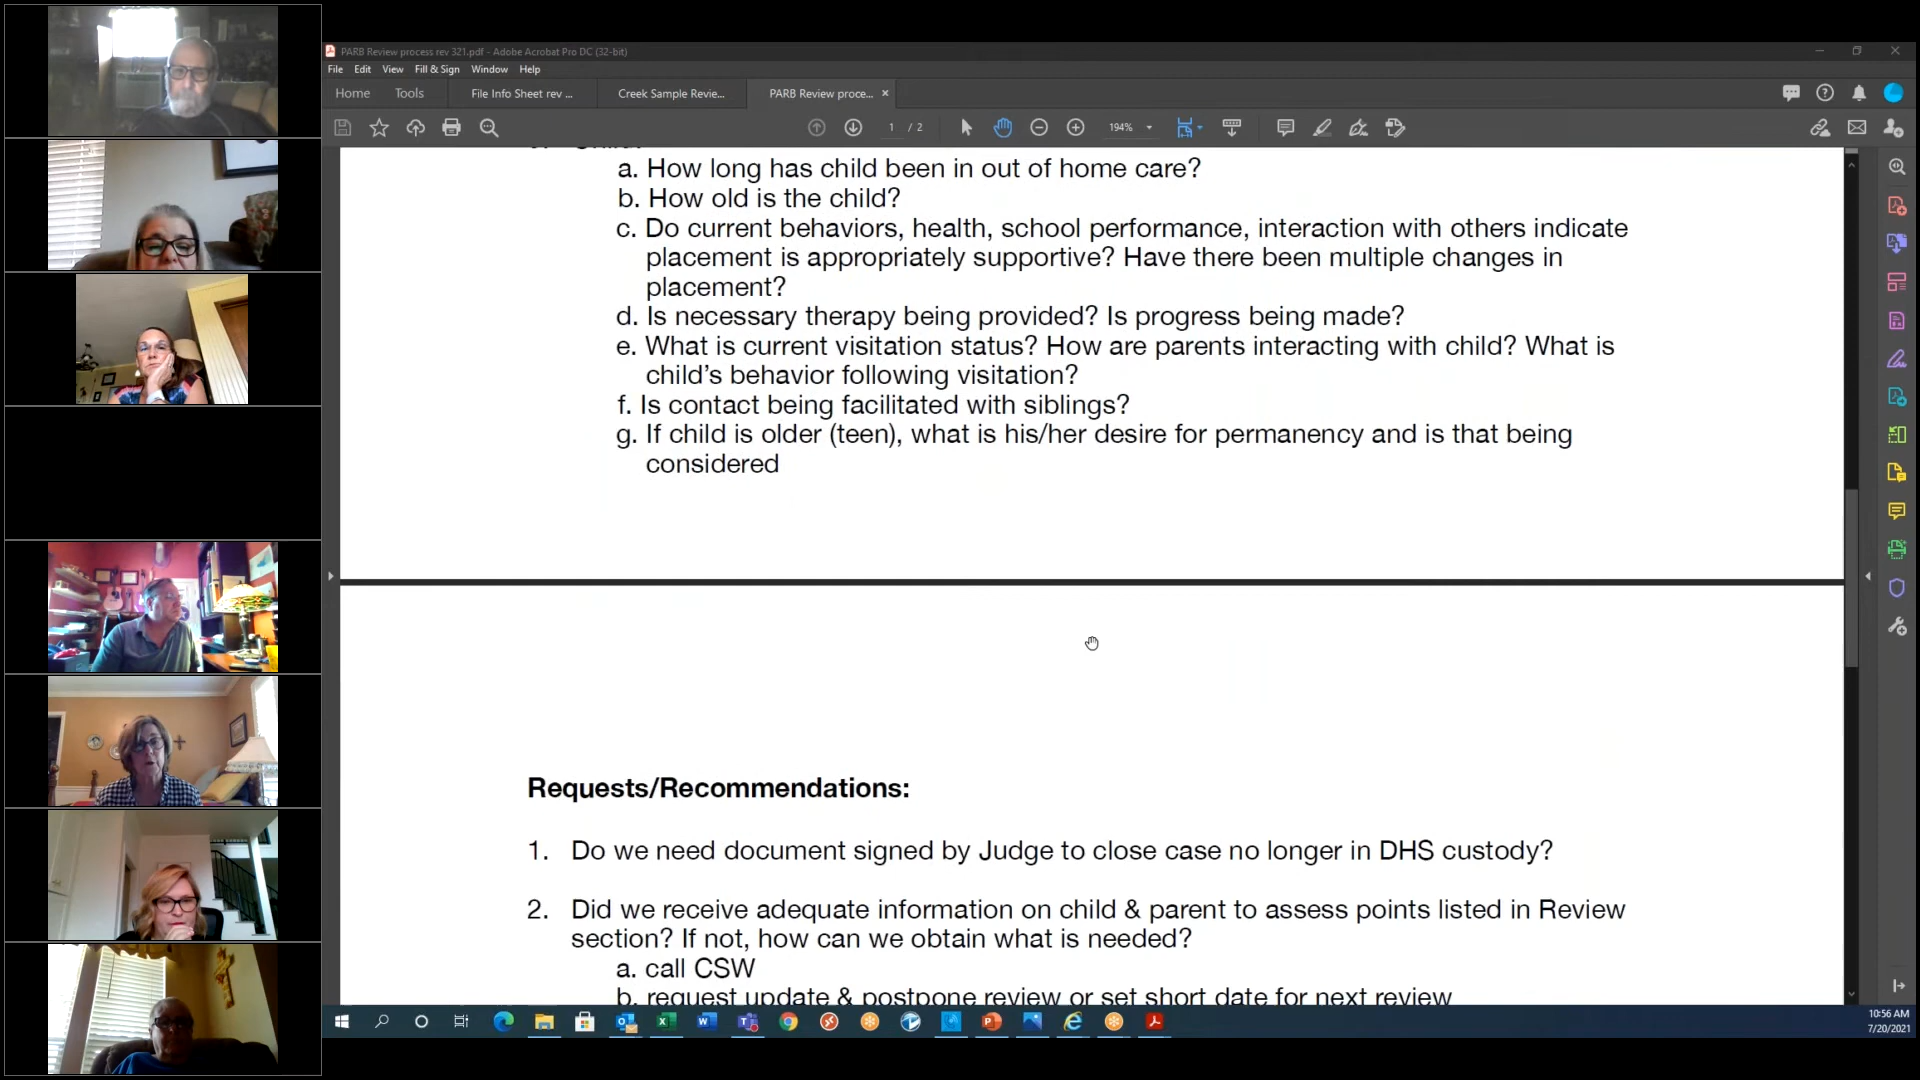 PARB Review process rev 321.pdf - Adobe Acrobat Pro DC (32-bit)
File Edit View Fill & Sign Window Help
Home Tools File Info Sheet rev ... Creek Sample Revie... PARB Review proce... ×
1 / 2 194%
a. How long has child been in out of home care?
b. How old is the child?
c. Do current behaviors, health, school performance, interaction with others indicate
placement is appropriately supportive? Have there been multiple changes in
placement?
d. Is necessary therapy being provided? Is progress being made?
e. What is current visitation status? How are parents interacting with child? What is
child’s behavior following visitation?
f. Is contact being facilitated with siblings?
g. If child is older (teen), what is his/her desire for permanency and is that being
considered
Requests/Recommendations:
1. Do we need document signed by Judge to close case no longer in DHS custody?
2. Did we receive adequate information on child & parent to assess points listed in Review
section? If not, how can we obtain what is needed?
a. call CSW
b. request update & postpone review or set short date for next review
10:56 AM
7/20/2021